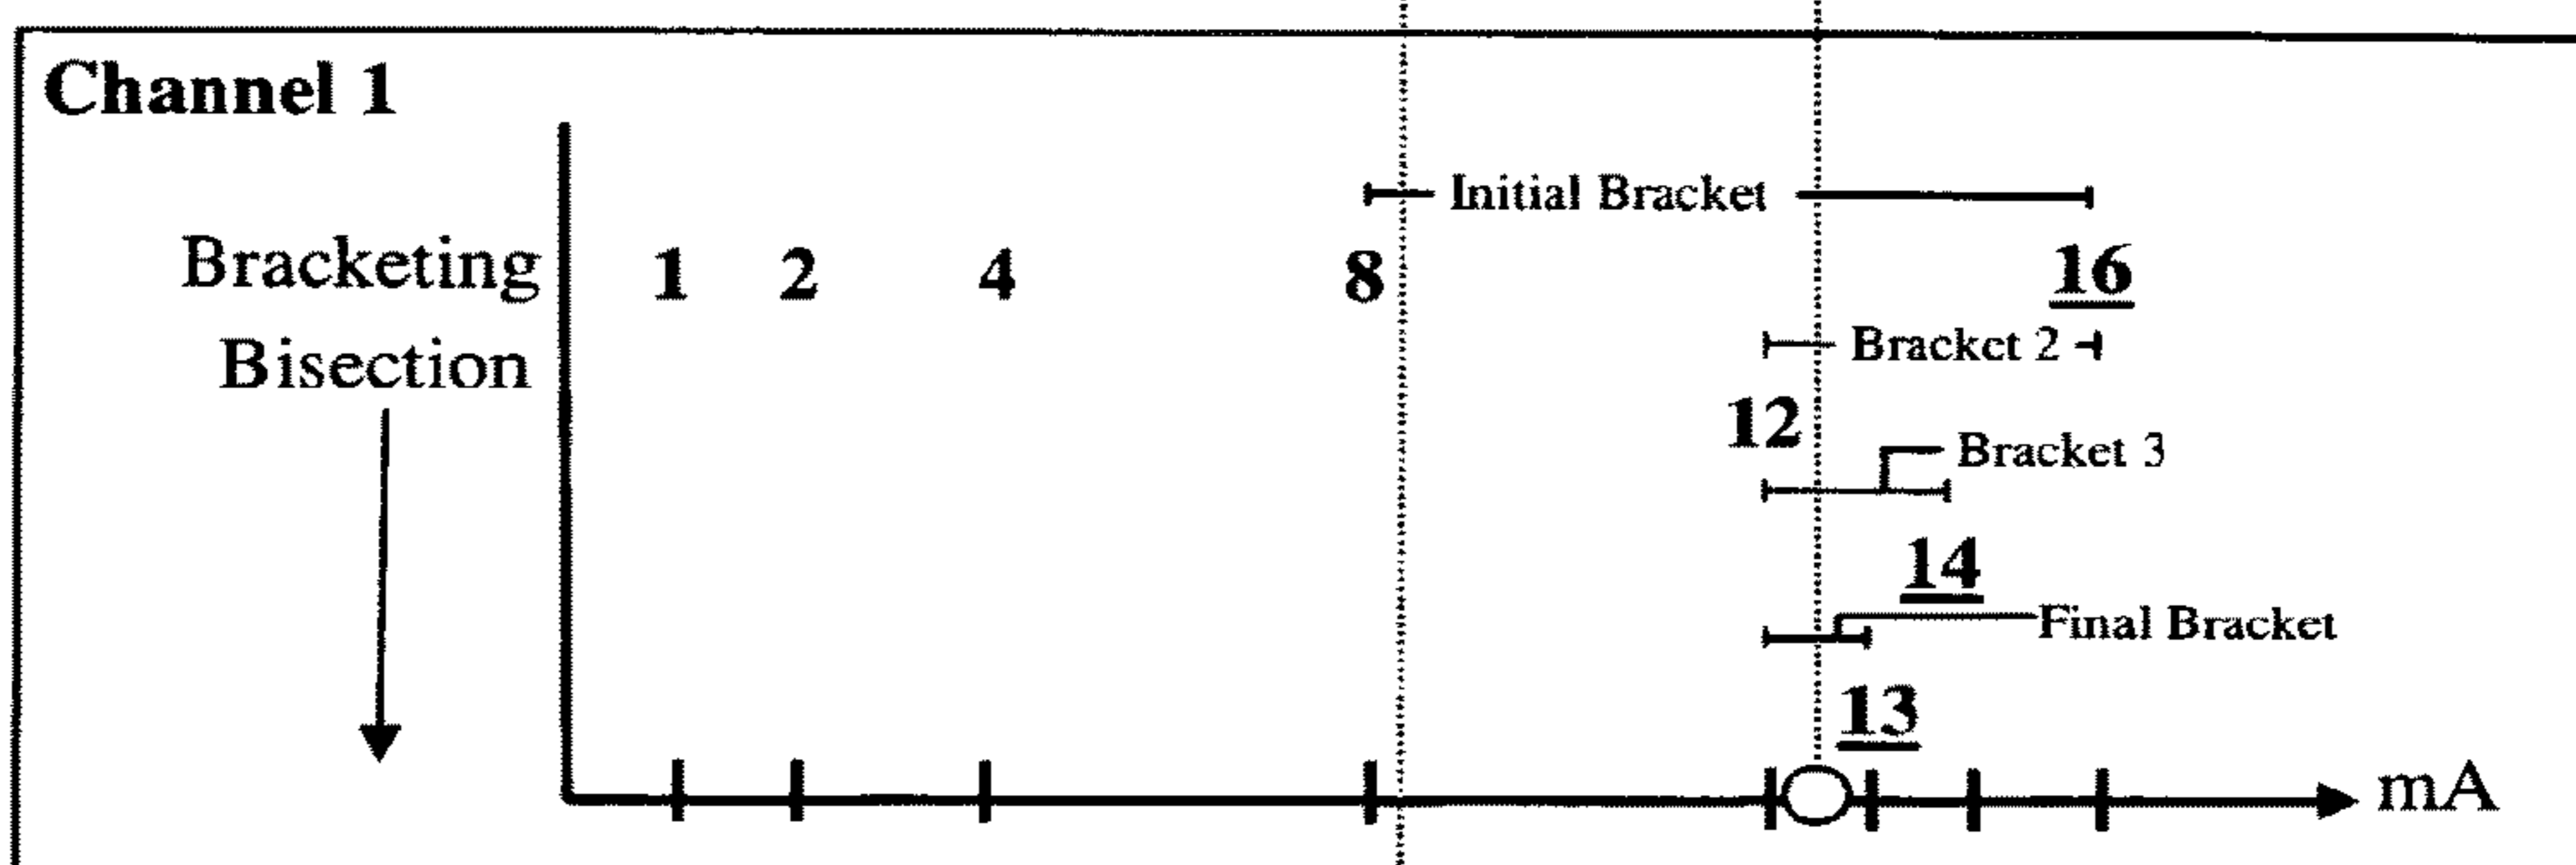 Channel 1
Initial Bracket
Bracketing 1 2 4 8 16
Bisection
Bracket 2
12
Bracket 3
14
Final Bracket
13
mA